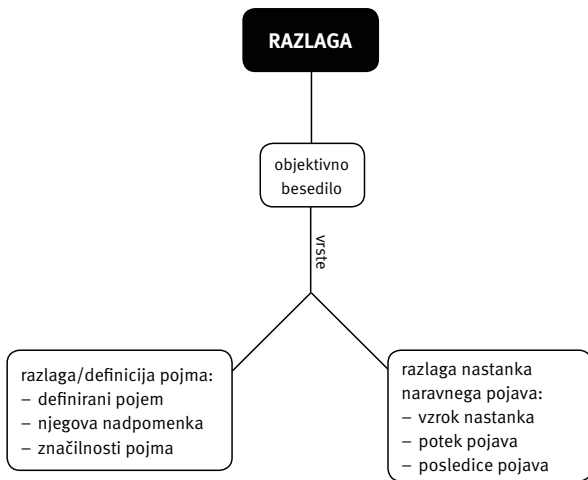 RAZLAGA
objektivno
besedilo
vrste
razlaga/definicija pojma:
– definirani pojem
– njegova nadpomenka
– značilnosti pojma
razlaga nastanka
naravnega pojava:
– vzrok nastanka
– potek pojava
– posledice pojava